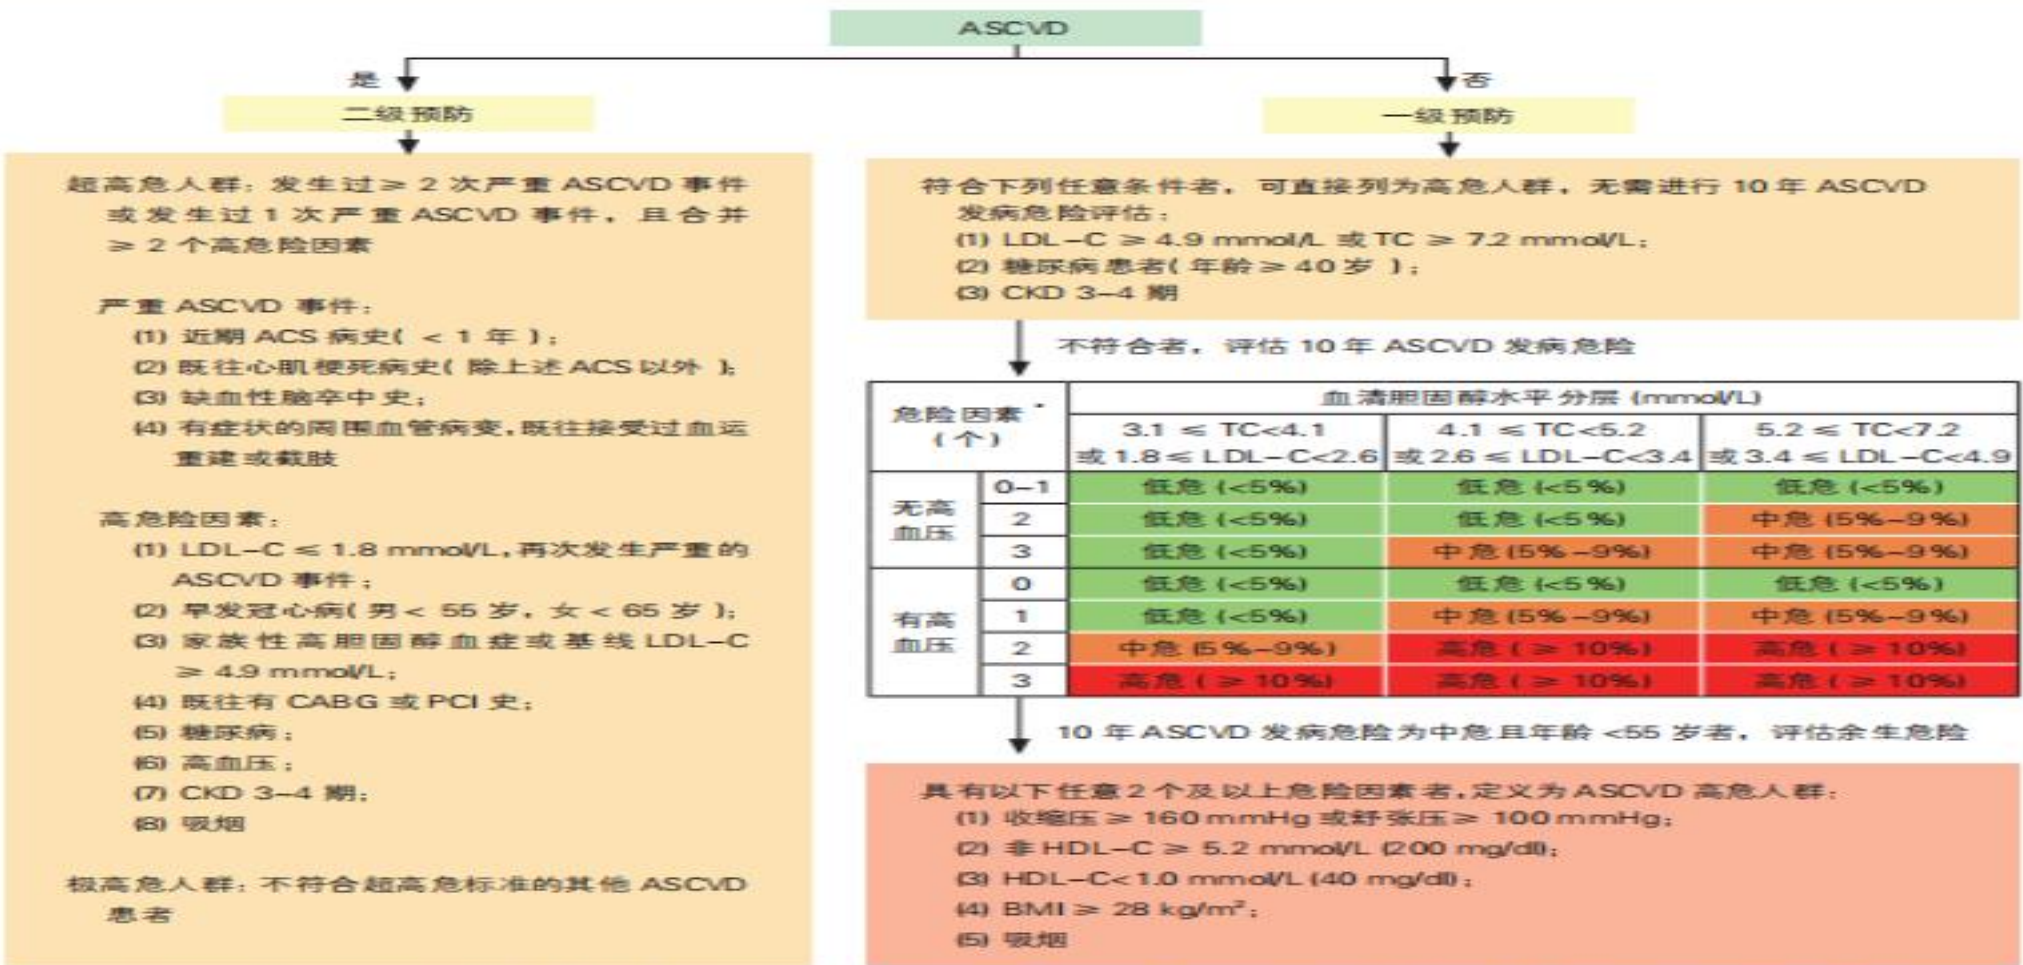 ASCVD
是
否
二级预防
一级预防
超高危人群：发生过≥2次严重ASCVD事件
或发生过1次严重ASCVD事件，且合并
≥2个高危险因素
严重ASCVD事件：
(1) 近期ACS病史(<1年)；
(2) 既往心肌梗死病史(除上述ACS以外)；
(3) 缺血性脑卒中史；
(4) 有症状的周围血管病变，既往接受过血运
重建或截肢
高危险因素：
(1) LDL-C≤1.8 mmol/L，再次发生严重的
ASCVD事件；
(2) 早发冠心病(男<55岁，女<65岁)；
(3) 家族性高胆固醇血症或基线LDL-C
≥4.9 mmol/L；
(4) 既往有CABG或PCI史；
(5) 糖尿病；
(6) 高血压；
(7) CKD 3-4期；
(8) 吸烟
极高危人群：不符合超高危标准的其他ASCVD
患者
符合下列任意条件者，可直接列为高危人群，无需进行10年ASCVD
发病危险评估：
(1) LDL-C≥4.9 mmol/L或TC≥7.2 mmol/L；
(2) 糖尿病患者(年龄≥40岁)；
(3) CKD 3-4期
不符合者，评估10年ASCVD发病危险
危险因素*
(个)
血清胆固醇水平分层(mmol/L)
3.1≤TC<4.1
或1.8≤LDL-C<2.6
4.1≤TC<5.2
或2.6≤LDL-C<3.4
5.2≤TC<7.2
或3.4≤LDL-C<4.9
无高
血压
0-1 低危(<5%) 低危(<5%) 低危(<5%)
2 低危(<5%) 低危(<5%) 中危(5%-9%)
3 低危(<5%) 中危(5%-9%) 中危(5%-9%)
有高
血压
0 低危(<5%) 低危(<5%) 低危(<5%)
1 低危(<5%) 中危(5%-9%) 中危(5%-9%)
2 中危(5%-9%) 高危(≥10%) 高危(≥10%)
3 高危(≥10%) 高危(≥10%) 高危(≥10%)
10年ASCVD发病危险为中危且年龄<55岁者，评估余生危险
具有以下任意2个及以上危险因素者，定义为ASCVD高危人群：
(1) 收缩压≥160 mmHg或舒张压≥100 mmHg；
(2) 非HDL-C≥5.2 mmol/L (200 mg/dl)；
(3) HDL-C<1.0 mmol/L (40 mg/dl)；
(4) BMI≥28 kg/m²；
(5) 吸烟